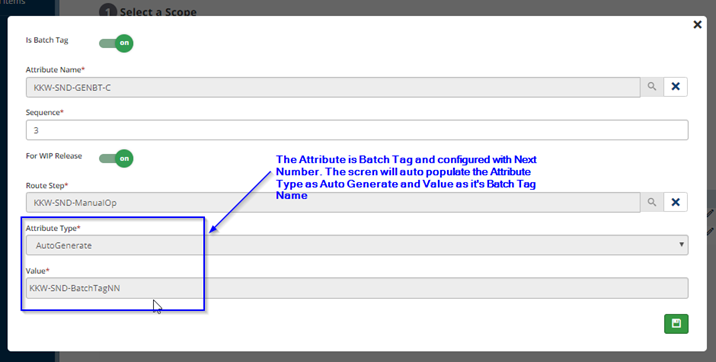 Items
1 Select a Scope
Is Batch Tag
on
Attribute Name*
KKW-SND-GENBT-C
Sequence*
3
For WIP Release
on
The Attribute is Batch Tag and configured with Next
Number. The scren will auto populate the Attribute
Type as Auto Generate and Value as it's Batch Tag
Name
Route Step*
KKW-SND-ManualOp
Attribute Type*
AutoGenerate
Value*
KKW-SND-BatchTagNN